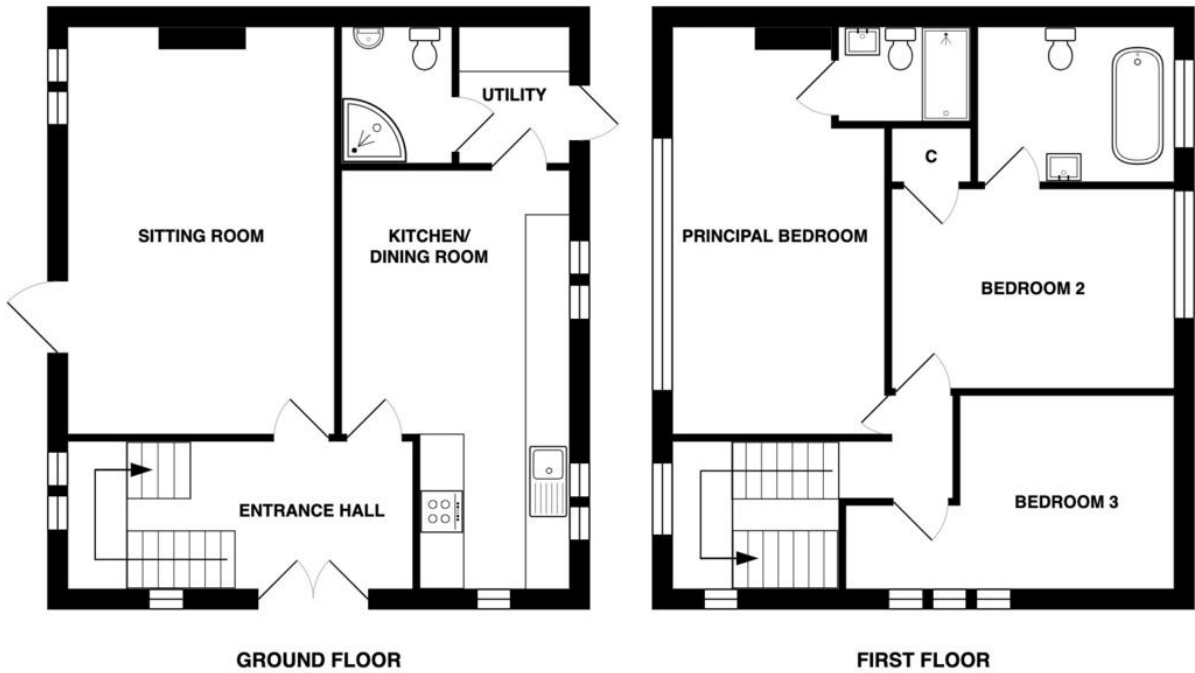 UTILITY
SITTING ROOM
KITCHEN/
DINING ROOM
ENTRANCE HALL
GROUND FLOOR
C
PRINCIPAL BEDROOM
BEDROOM 2
BEDROOM 3
FIRST FLOOR